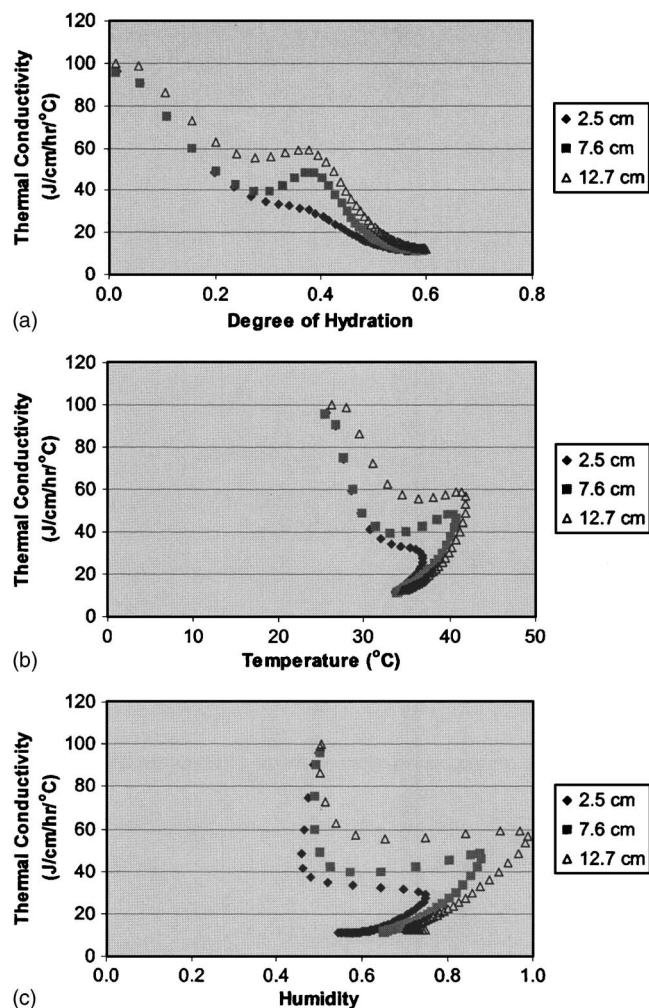 Thermal Conductivity
(J/cm/hr/°C)
120
100
80
60
40
20
0
0.0 0.2 0.4 0.6 0.8
Degree of Hydration
2.5 cm
7.6 cm
12.7 cm
(a)
Thermal Conductivity
(J/cm/hr/°C)
120
100
80
60
40
20
0
0 10 20 30 40 50
Temperature (°C)
2.5 cm
7.6 cm
12.7 cm
(b)
Thermal Conductivity
(J/cm/hr/°C)
120
100
80
60
40
20
0
0.0 0.2 0.4 0.6 0.8 1.0
Humidity
2.5 cm
7.6 cm
12.7 cm
(c)